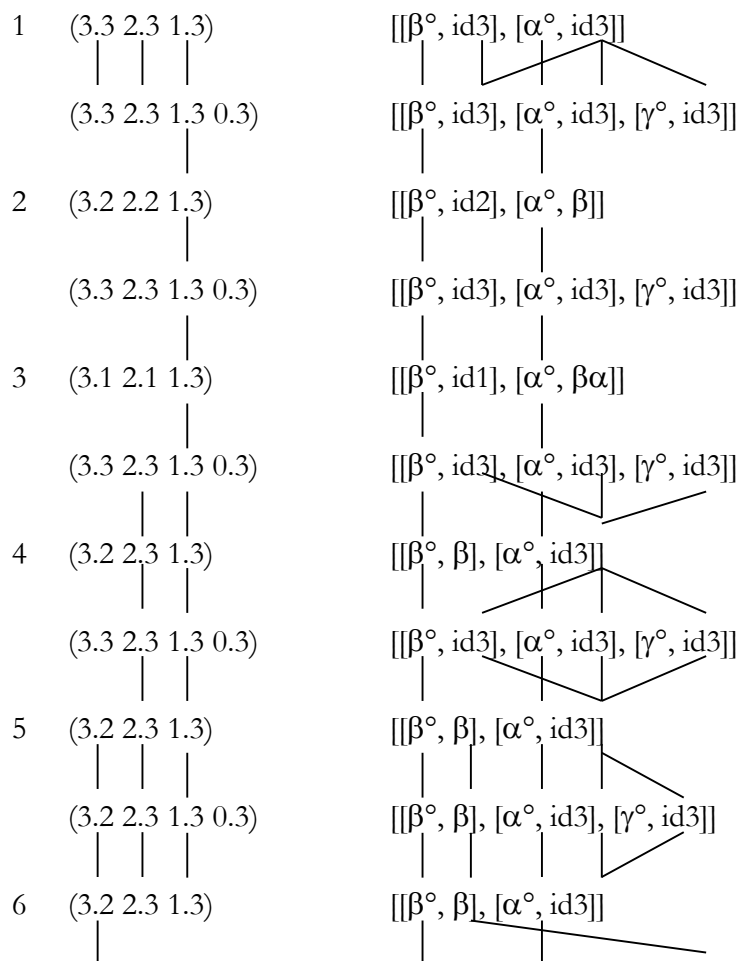 1 (3.3 2.3 1.3) [[β°, id3], [α°, id3]]
(3.3 2.3 1.3 0.3) [[β°, id3], [α°, id3], [γ°, id3]]
2 (3.2 2.2 1.3) [[β°, id2], [α°, β]]
(3.3 2.3 1.3 0.3) [[β°, id3], [α°, id3], [γ°, id3]]
3 (3.1 2.1 1.3) [[β°, id1], [α°, βα]]
(3.3 2.3 1.3 0.3) [[β°, id3], [α°, id3], [γ°, id3]]
4 (3.2 2.3 1.3) [[β°, β], [α°, id3]]
(3.3 2.3 1.3 0.3) [[β°, id3], [α°, id3], [γ°, id3]]
5 (3.2 2.3 1.3) [[β°, β], [α°, id3]]
(3.2 2.3 1.3 0.3) [[β°, β], [α°, id3], [γ°, id3]]
6 (3.2 2.3 1.3) [[β°, β], [α°, id3]]